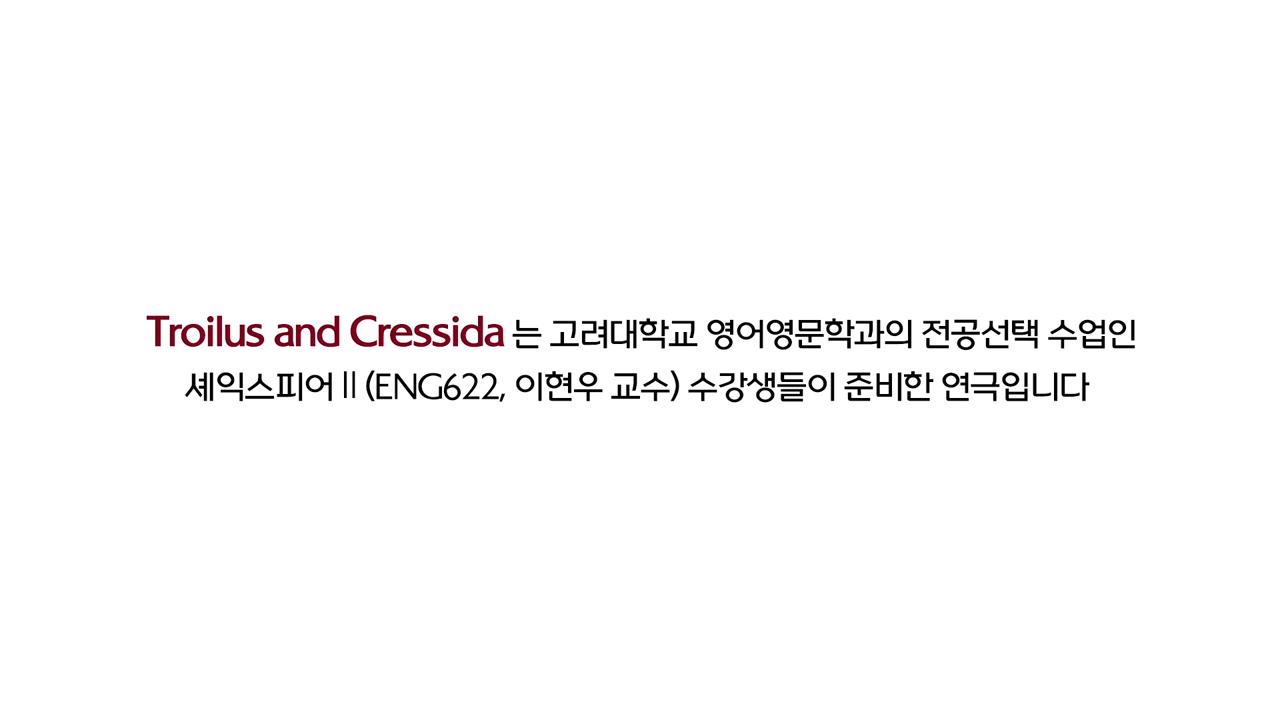 Troilus and Cressida 는 고려대학교 영어영문학과의 전공선택 수업인
셰익스피어Ⅱ (ENG622, 이현우 교수) 수강생들이 준비한 연극입니다